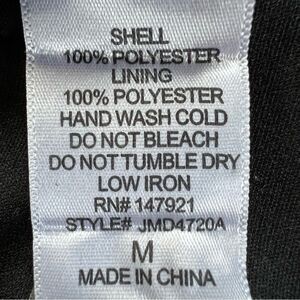 SHELL
100% POLYESTER
LINING
100% POLYESTER
HAND WASH COLD
DO NOT BLEACH
DO NOT TUMBLE DRY
LOW IRON
RN# 147921
STYLE# JMD4720A
M
MADE IN CHINA